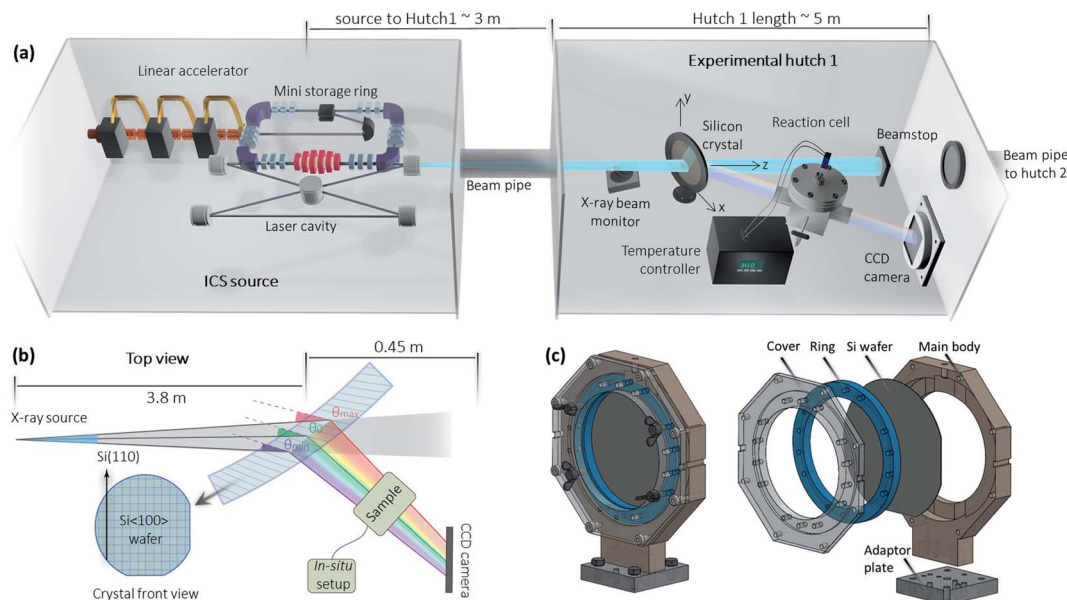 source to Hutch1 ~ 3 m
Hutch 1 length ~ 5 m
(a)
Linear accelerator
Mini storage ring
Laser cavity
ICS source
Beam pipe
Experimental hutch 1
y
z
x
Silicon
crystal
Reaction cell
Beamstop
X-ray beam
monitor
Temperature
controller
30.0
CCD
camera
Beam pipe
to hutch 2
(b)
Top view
0.45 m
3.8 m
X-ray source
θmax
θ0
θmin
Si(110)
Si<100>
wafer
Crystal front view
Sample
In-situ
setup
CCD camera
(c)
Cover
Ring
Si wafer
Main body
Adaptor
plate